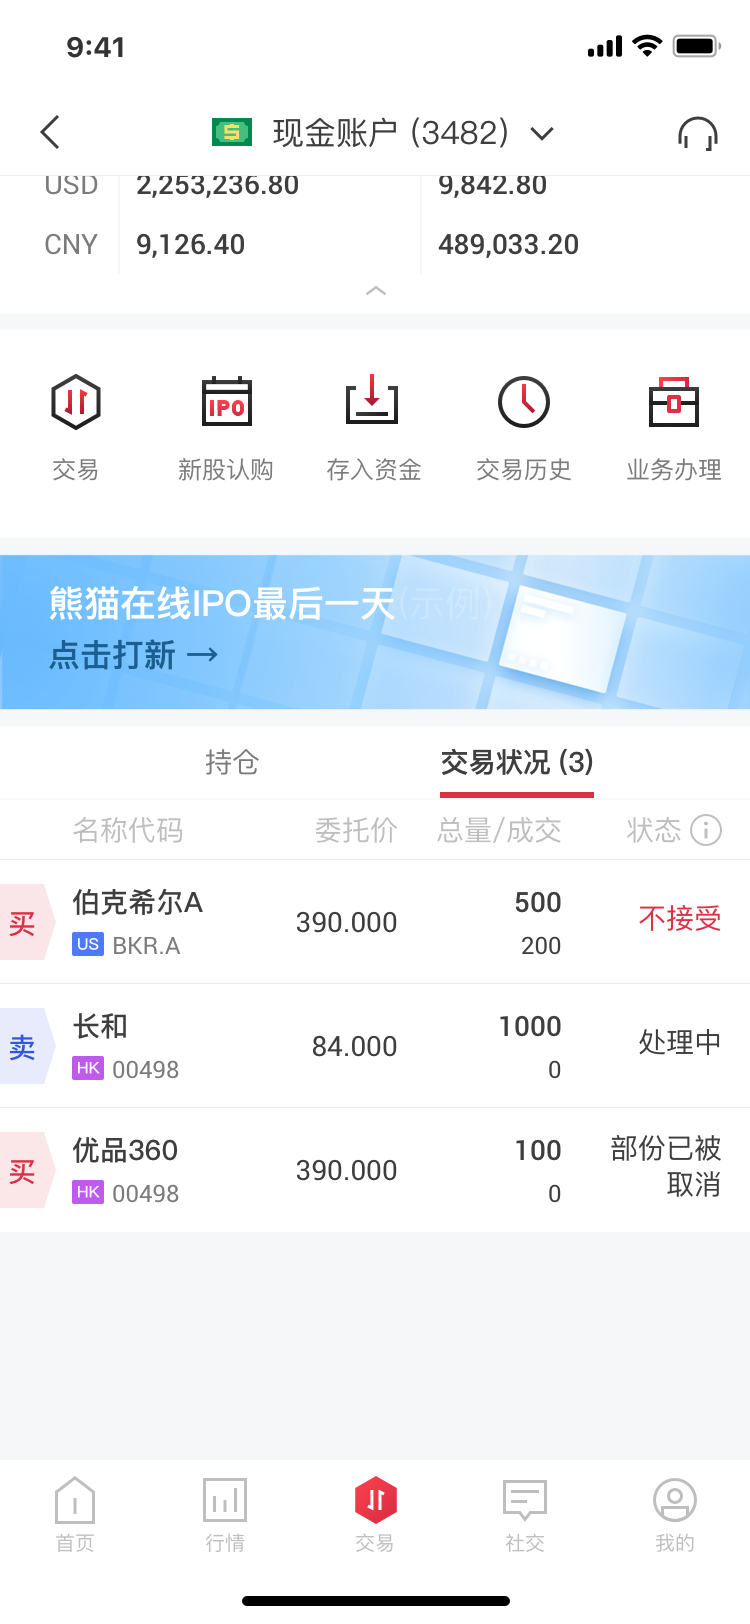 9:41
现金账户 (3482)
USD 2,253,236.80 9,842.80
CNY 9,126.40 489,033.20
交易 新股认购 存入资金 交易历史 业务办理
IPO
熊猫在线IPO最后一天(示例)
点击打新 →
持仓 交易状况 (3)
名称代码 委托价 总量/成交 状态
买 伯克希尔A 390.000 500 不接受
US BKR.A 200
卖 长和 84.000 1000 处理中
HK 00498 0
买 优品360 390.000 100 部份已被取消
HK 00498 0
首页 行情 交易 社交 我的